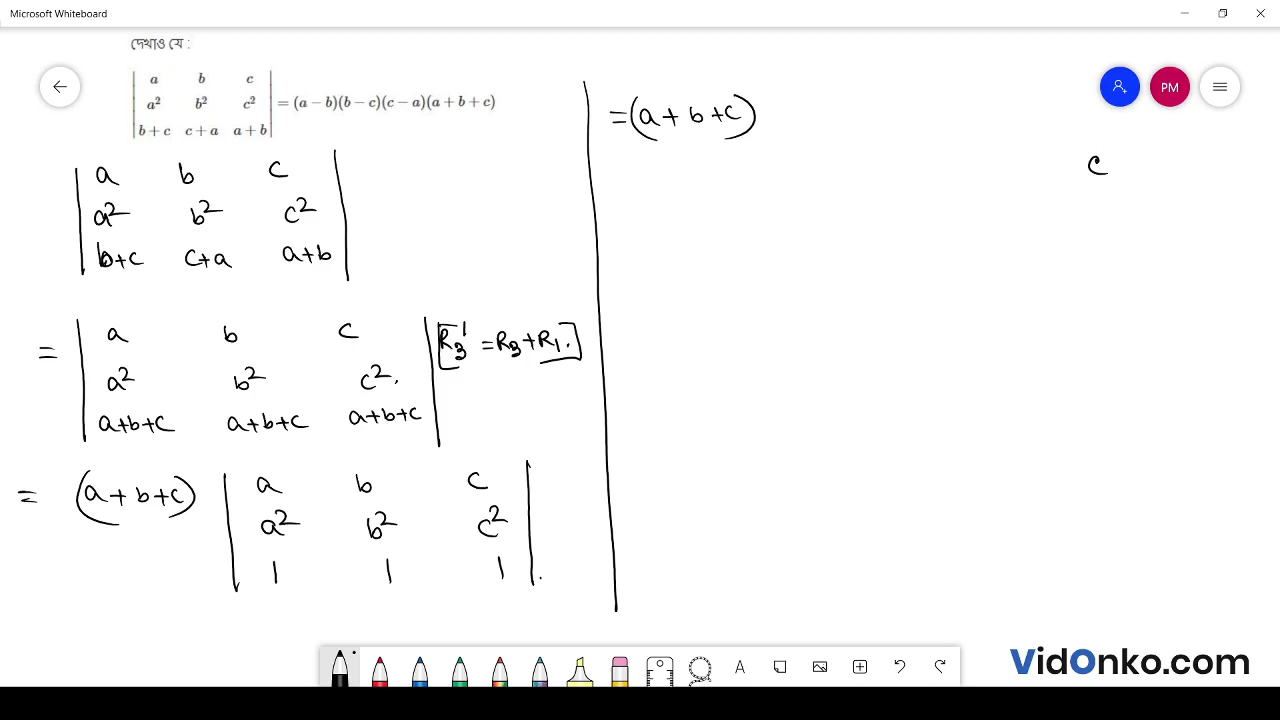 Microsoft Whiteboard
দেখাও যে :
| a b c |
| a² b² c² | = (a − b)(b − c)(c − a)(a + b + c)
| b + c c + a a + b |
PM
| a b c |
| a² b² c² |
| b+c c+a a+b |
= | a b c | [R₃' = R₃+R₁.]
| a² b² c². |
| a+b+c a+b+c a+b+c |
= (a+b+c) | a b c |
| a² b² c² |
| 1 1 1 | .
=(a+b+c)
c
A
VidOnko.com